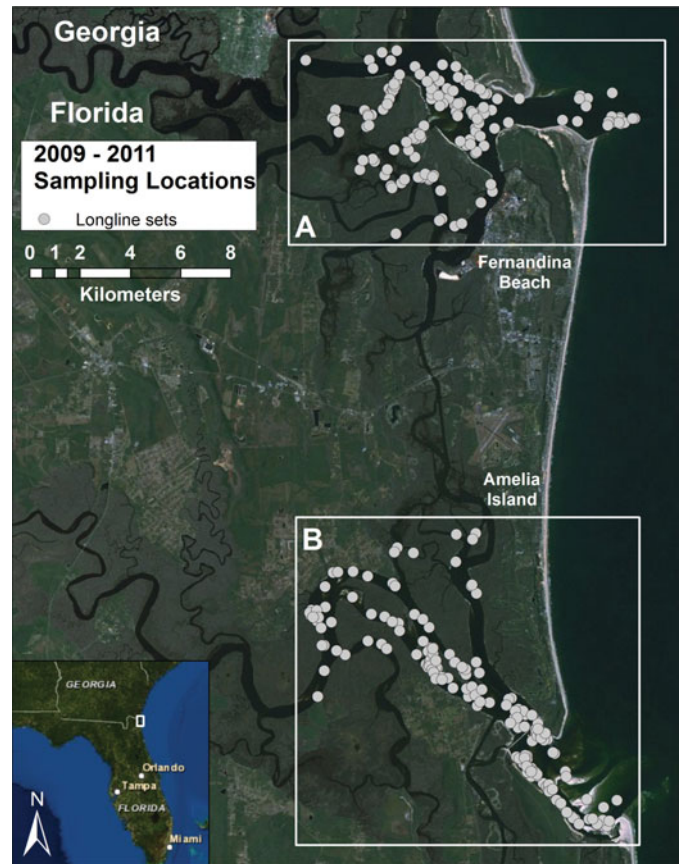 Georgia
Florida
2009 - 2011
Sampling Locations
Longline sets
0 1 2 4 6 8
Kilometers
A
Fernandina
Beach
Amelia
Island
B
GEORGIA
Orlando
Tampa
FLORIDA
Miami
N